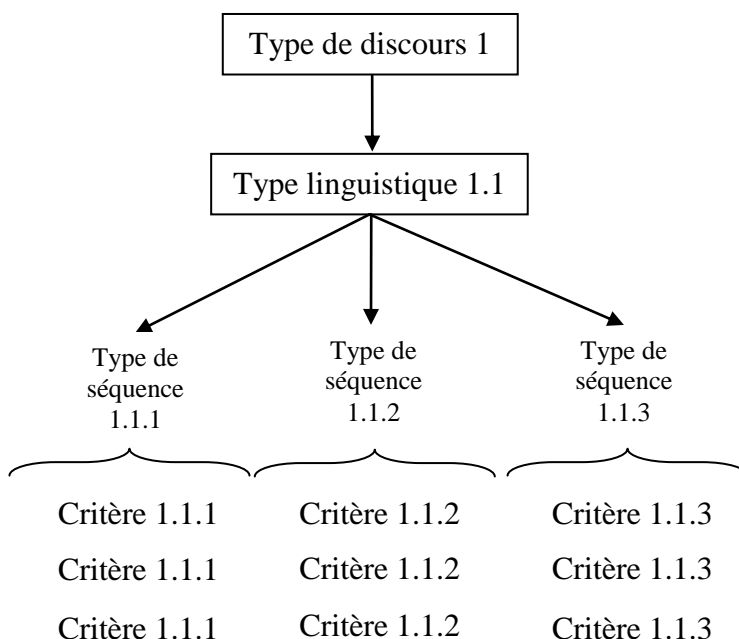 Type de discours 1
Type linguistique 1.1
Type de
séquence
1.1.1
Type de
séquence
1.1.2
Type de
séquence
1.1.3
Critère 1.1.1
Critère 1.1.1
Critère 1.1.1
Critère 1.1.2
Critère 1.1.2
Critère 1.1.2
Critère 1.1.3
Critère 1.1.3
Critère 1.1.3